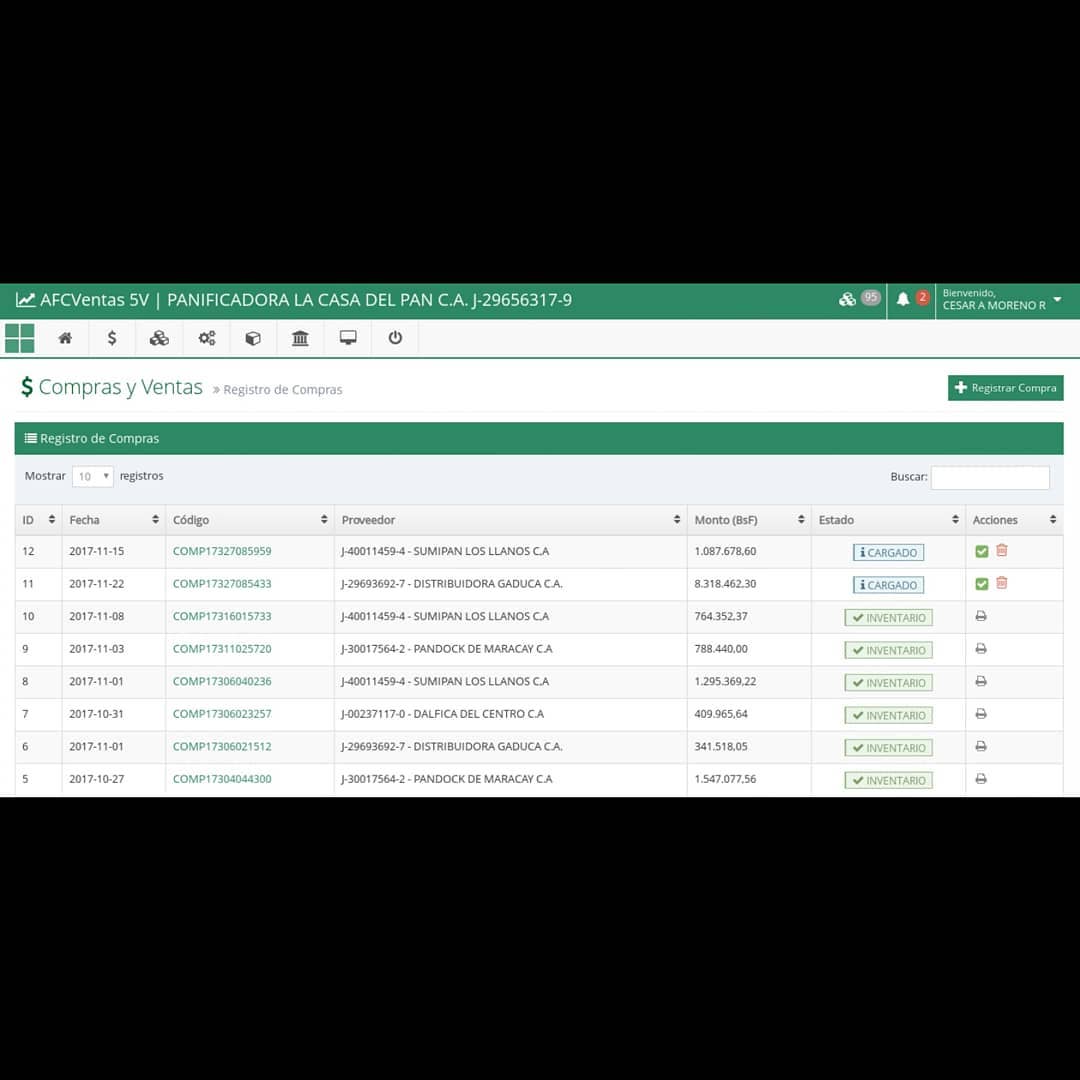 AFCVentas 5V | PANIFICADORA LA CASA DEL PAN C.A. J-29656317-9
95
2
Bienvenido,
CESAR A MORENO R
$ Compras y Ventas » Registro de Compras
Registrar Compra
Registro de Compras
Mostrar 10 registros
Buscar:
ID Fecha Código Proveedor Monto (BsF) Estado Acciones
12 2017-11-15 COMP17327085959 J-40011459-4 - SUMIPAN LOS LLANOS C.A 1.087.678,60 CARGADO
11 2017-11-22 COMP17327085433 J-29693692-7 - DISTRIBUIDORA GADUCA C.A. 8.318.462,30 CARGADO
10 2017-11-08 COMP17316015733 J-40011459-4 - SUMIPAN LOS LLANOS C.A 764.352,37 INVENTARIO
9 2017-11-03 COMP17311025720 J-30017564-2 - PANDOCK DE MARACAY C.A 788.440,00 INVENTARIO
8 2017-11-01 COMP17306040236 J-40011459-4 - SUMIPAN LOS LLANOS C.A 1.295.369,22 INVENTARIO
7 2017-10-31 COMP17306023257 J-00237117-0 - DALFICA DEL CENTRO C.A 409.965,64 INVENTARIO
6 2017-11-01 COMP17306021512 J-29693692-7 - DISTRIBUIDORA GADUCA C.A. 341.518,05 INVENTARIO
5 2017-10-27 COMP17304044300 J-30017564-2 - PANDOCK DE MARACAY C.A 1.547.077,56 INVENTARIO